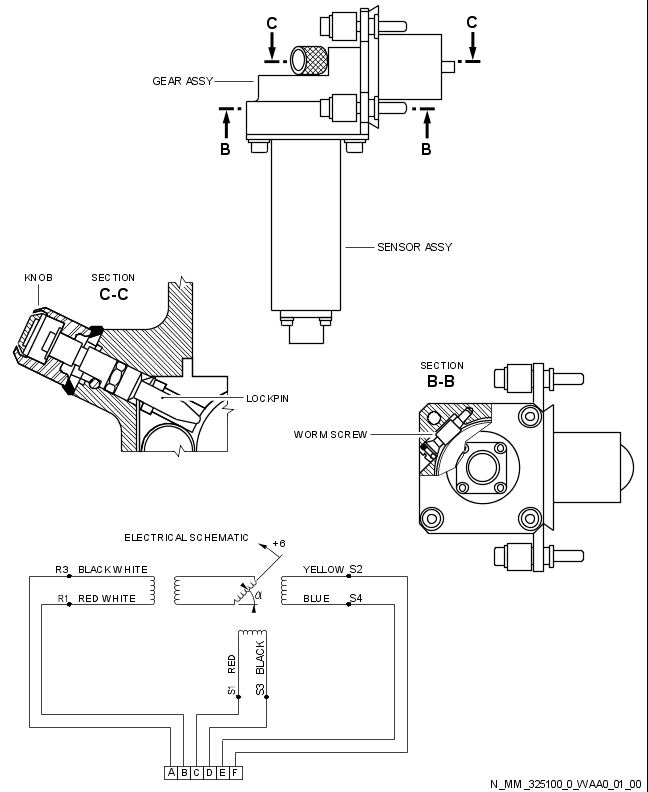 C C
GEAR ASSY
B B
SENSOR ASSY
KNOB
SECTION
C-C
LOCKPIN
SECTION
B-B
WORM SCREW
ELECTRICAL SCHEMATIC
+6
R3 BLACK WHITE
YELLOW S2
α
R1 RED WHITE
BLUE S4
S1 RED
S3 BLACK
A B C D E F
N_MM_325100_0_WAA0_01_00